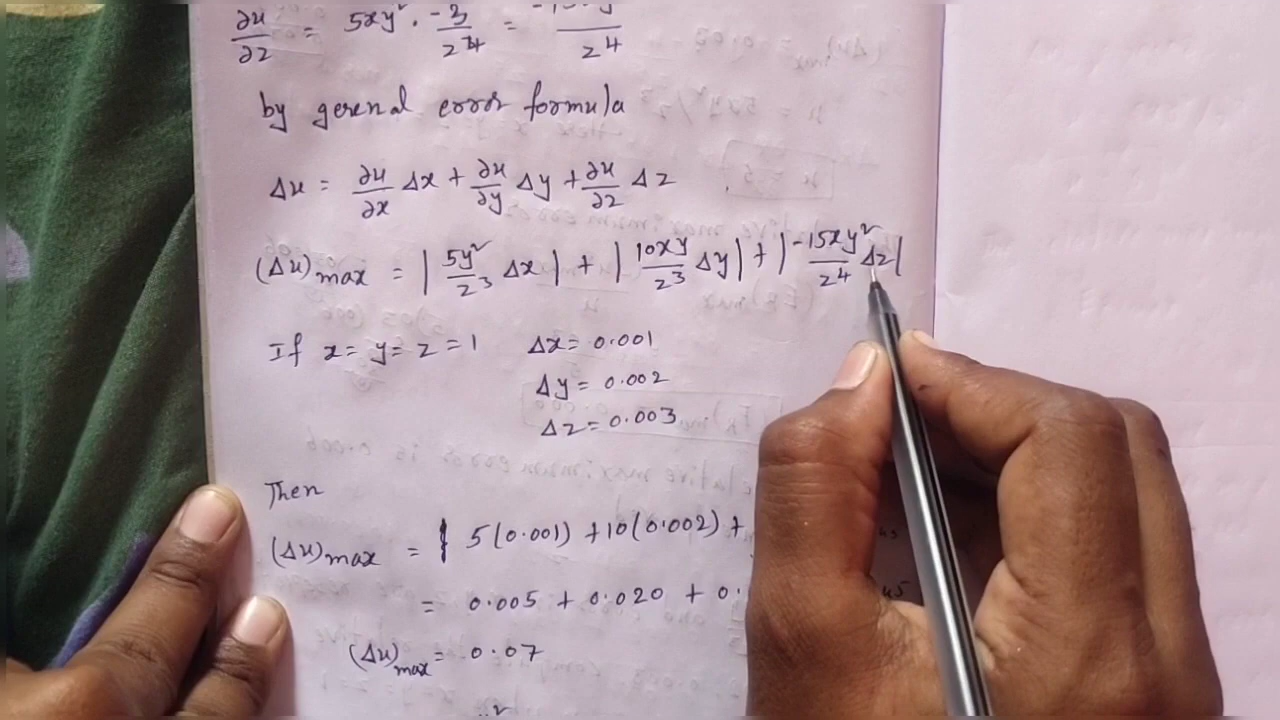 ∂u/∂z = 5xy² · -3/z⁴ = -15xy²/z⁴
by gerenal error formula
Δu = ∂u/∂x Δx + ∂u/∂y Δy + ∂u/∂z Δz
(Δu)max = | 5y²/z³ Δx | + | 10xy/z³ Δy | + | -15xy²/z⁴ Δz |
If x = y = z = 1 Δx = 0.001
Δy = 0.002
Δz = 0.003
Then
(Δu)max = 5(0.001) + 10(0.002) +
= 0.005 + 0.020 + 0.
(Δu)max = 0.07